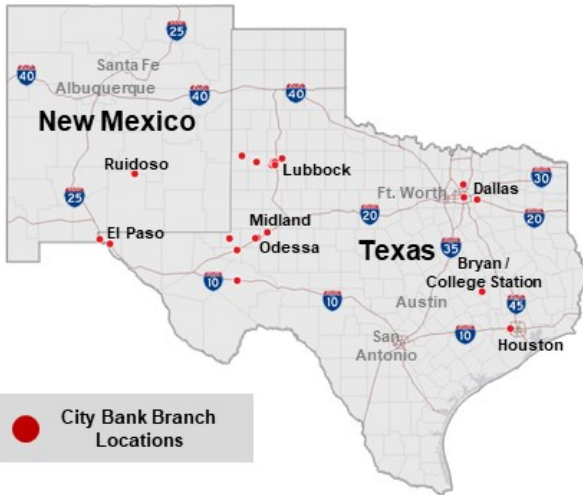 25
Santa Fe
40
Albuquerque
40
40
New Mexico
Ruidoso
Lubbock
30
Ft. Worth
Dallas
25
20
20
El Paso
Midland
Odessa
Texas
35
Bryan /
College Station
10
10
Austin
45
San
Antonio
10
Houston
City Bank Branch
Locations